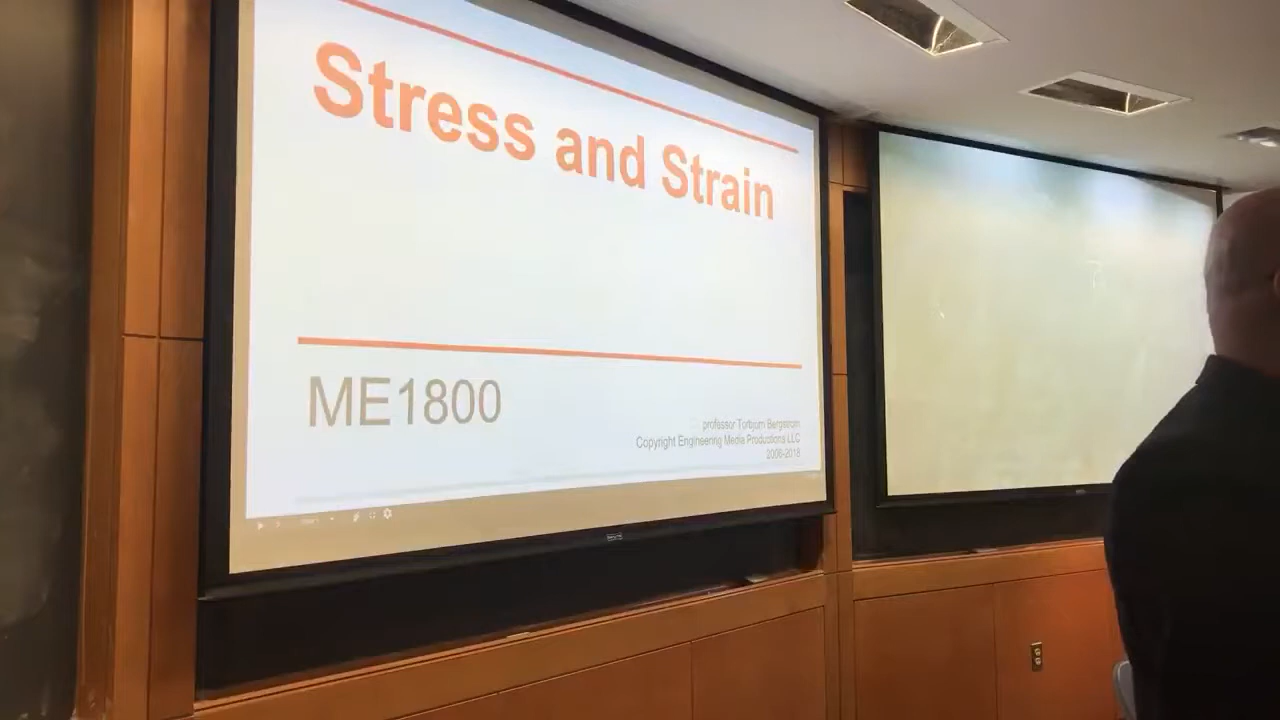 Stress and Strain
ME1800
professor Torbjorn Bergstrom
Copyright Engineering Media Productions LLC
2006-2018